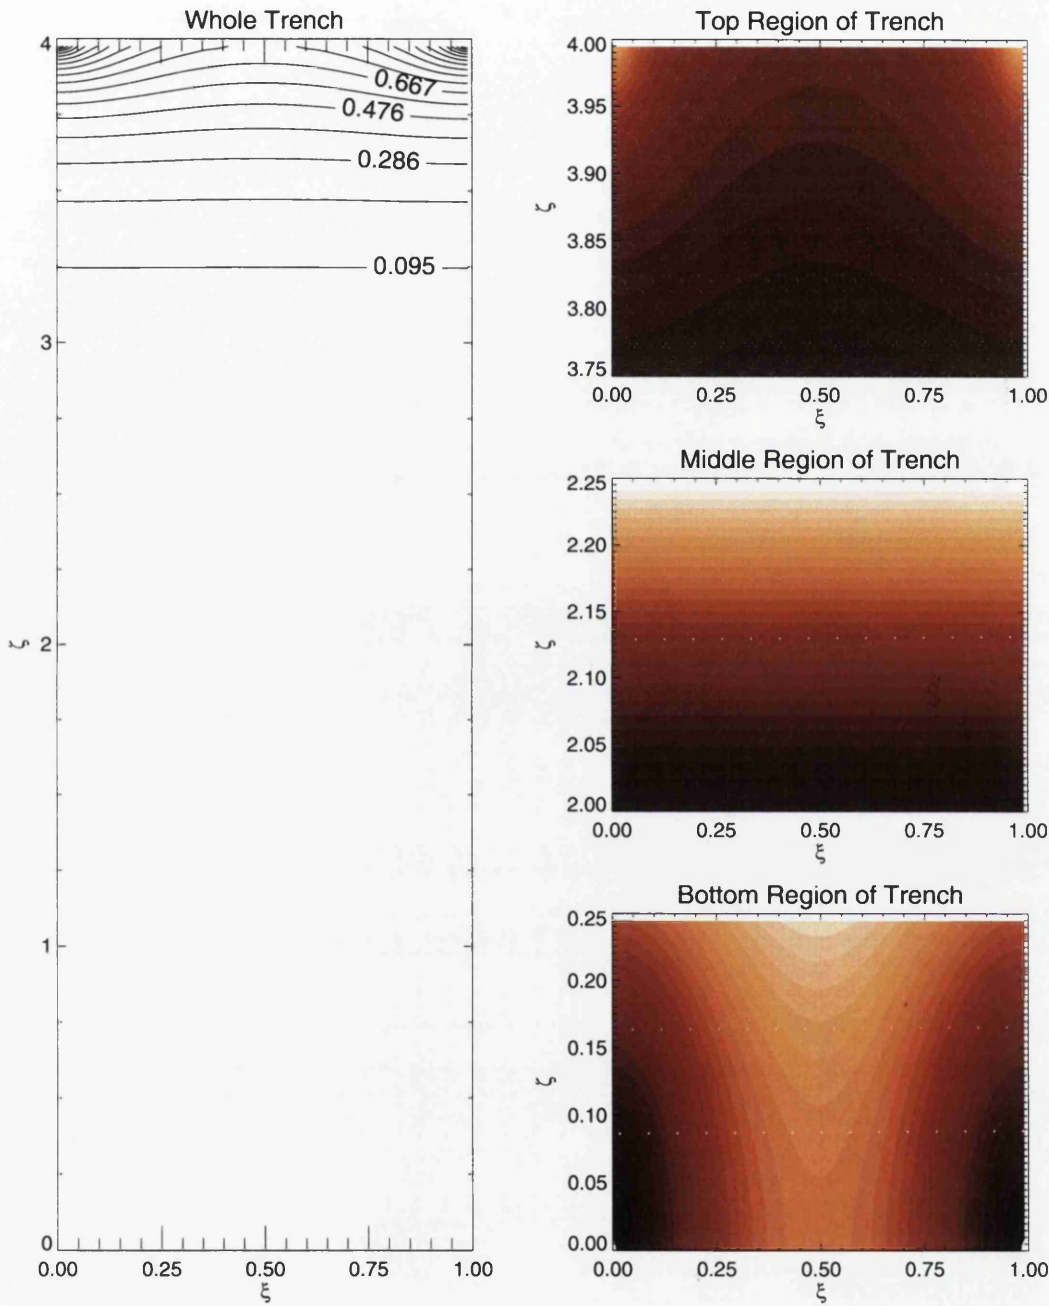 Whole Trench
4
3
2
1
0
ζ
0.667
0.476
0.286
0.095
0.00 0.25 0.50 0.75 1.00
ξ
Top Region of Trench
4.00
3.95
3.90
3.85
3.80
3.75
ζ
0.00 0.25 0.50 0.75 1.00
ξ
Middle Region of Trench
2.25
2.20
2.15
2.10
2.05
2.00
ζ
0.00 0.25 0.50 0.75 1.00
ξ
Bottom Region of Trench
0.25
0.20
0.15
0.10
0.05
0.00
ζ
0.00 0.25 0.50 0.75 1.00
ξ